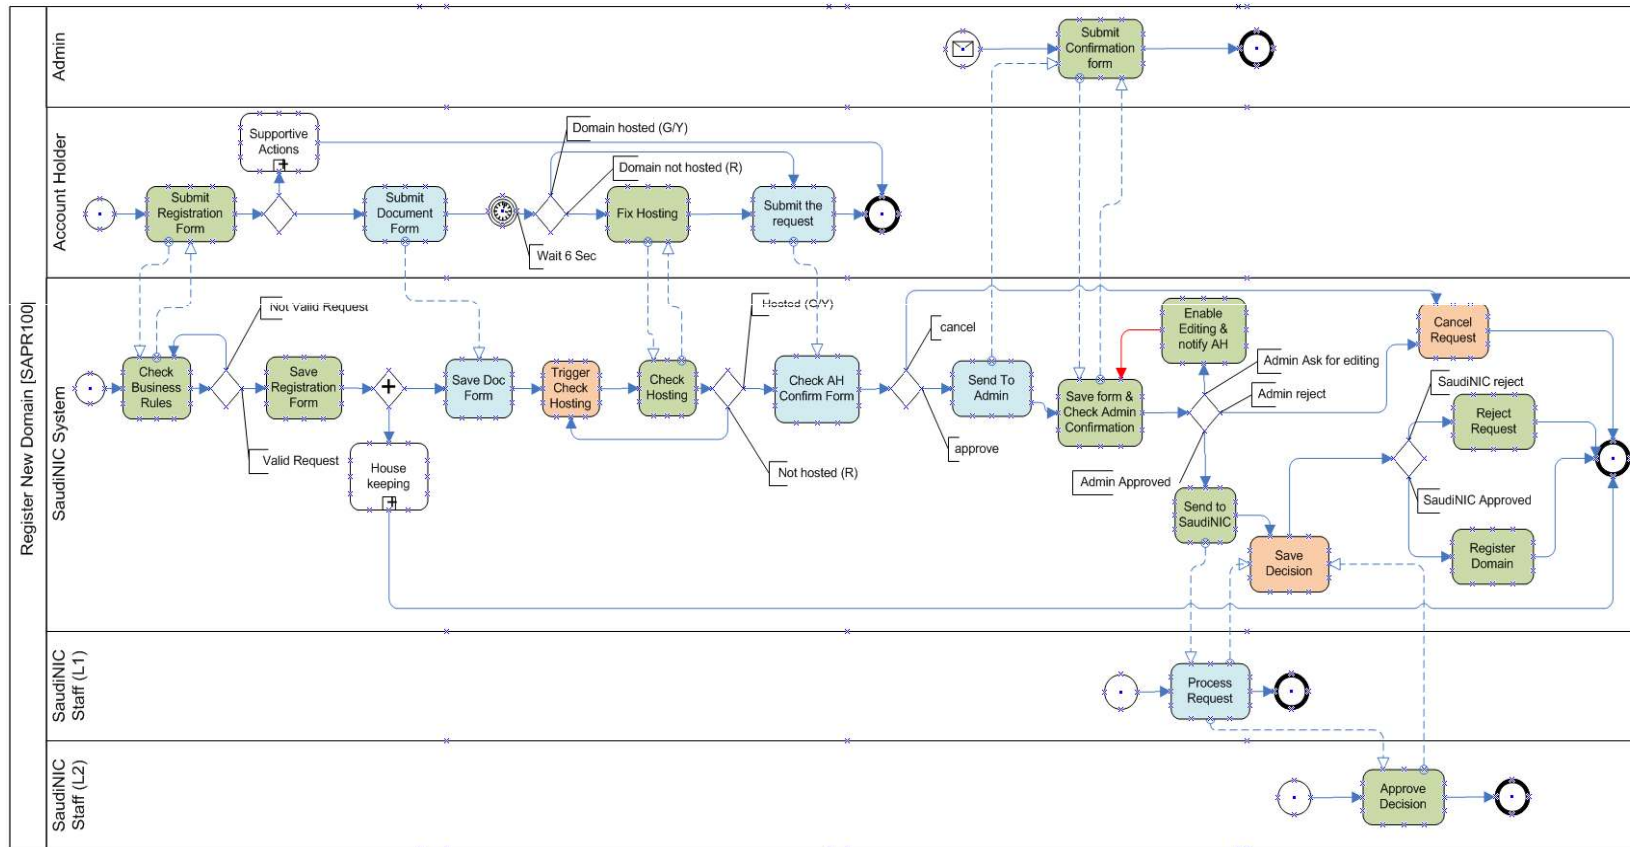 Register New Domain [SAPR100]
Admin
Submit
Confirmation
form
Account Holder
Supportive
Actions
Domain hosted (G/Y)
Domain not hosted (R)
Submit
Registration
Form
Submit
Document
Form
Wait 6 Sec
Fix Hosting
Submit the
request
SaudiNIC System
Not Valid Request
Hosted (G/Y)
cancel
Enable
Editing &
notify AH
Cancel
Request
Check
Business
Rules
Save
Registration
Form
Save Doc
Form
Trigger
Check
Hosting
Check
Hosting
Check AH
Confirm Form
Send To
Admin
Save form &
Check Admin
Confirmation
Admin Ask for editing
Admin reject
SaudiNIC reject
Reject
Request
Valid Request
House
keeping
Not hosted (R)
approve
Admin Approved
Send to
SaudiNIC
Save
Decision
SaudiNIC Approved
Register
Domain
SaudiNIC
Staff (L1)
Process
Request
SaudiNIC
Staff (L2)
Approve
Decision